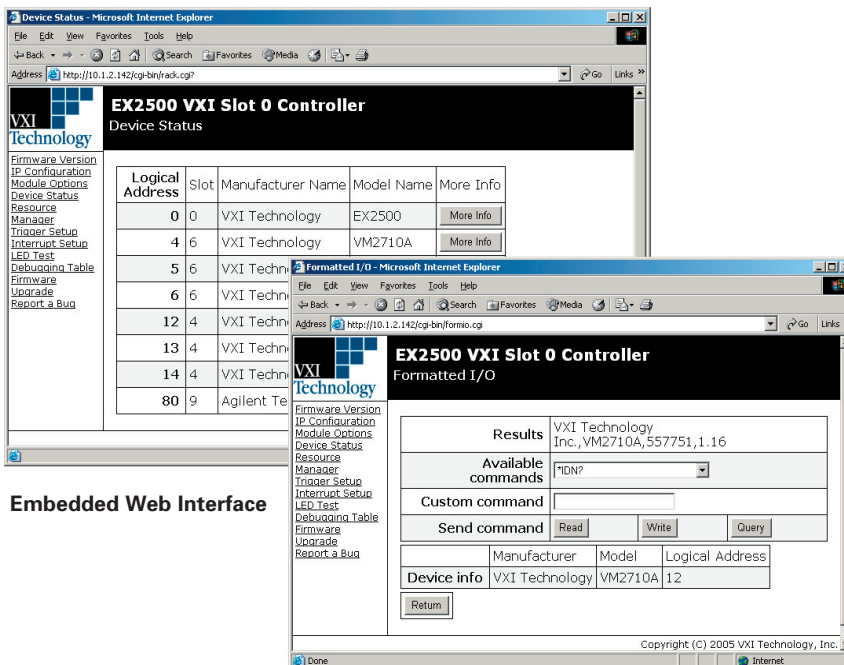 Device Status - Microsoft Internet Explorer
File Edit View Favorites Tools Help
Back Search Favorites Media
Address http://10.1.2.142/cgi-bin/rack.cgi? Go Links »
VXI
Technology
EX2500 VXI Slot 0 Controller
Device Status
Firmware Version
IP Configuration
Module Options
Device Status
Resource
Manager
Trigger Setup
Interrupt Setup
LED Test
Debugging Table
Firmware
Upgrade
Report a Bug
Logical Address Slot Manufacturer Name Model Name More Info
0 0 VXI Technology EX2500 More Info
4 6 VXI Technology VM2710A More Info
5 6 VXI Techn
6 6 VXI Techn
12 4 VXI Techn
13 4 VXI Techn
14 4 VXI Techn
80 9 Agilent Te
Embedded Web Interface
Formatted I/O - Microsoft Internet Explorer
File Edit View Favorites Tools Help
Back Search Favorites Media
Address http://10.1.2.142/cgi-bin/formio.cgi Go Links
VXI
Technology
EX2500 VXI Slot 0 Controller
Formatted I/O
Firmware Version
IP Configuration
Module Options
Device Status
Resource
Manager
Trigger Setup
Interrupt Setup
LED Test
Debugging Table
Firmware
Upgrade
Report a Bug
Results VXI Technology
Inc.,VM2710A,557751,1.16
Available
commands *IDN?
Custom command
Send command Read Write Query
Manufacturer Model Logical Address
Device info VXI Technology VM2710A 12
Return
Copyright (C) 2005 VXI Technology, Inc.
Done Internet